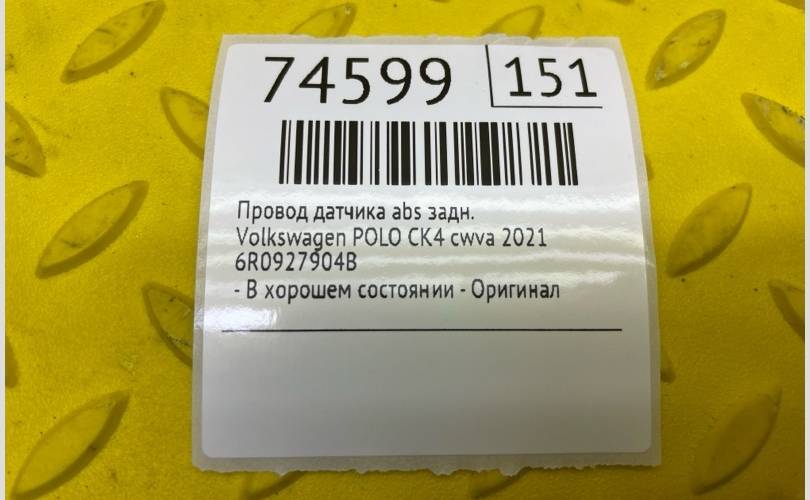 74599 151
Провод датчика abs задн.
Volkswagen POLO CK4 cwva 2021
6R0927904B
- В хорошем состоянии - Оригинал